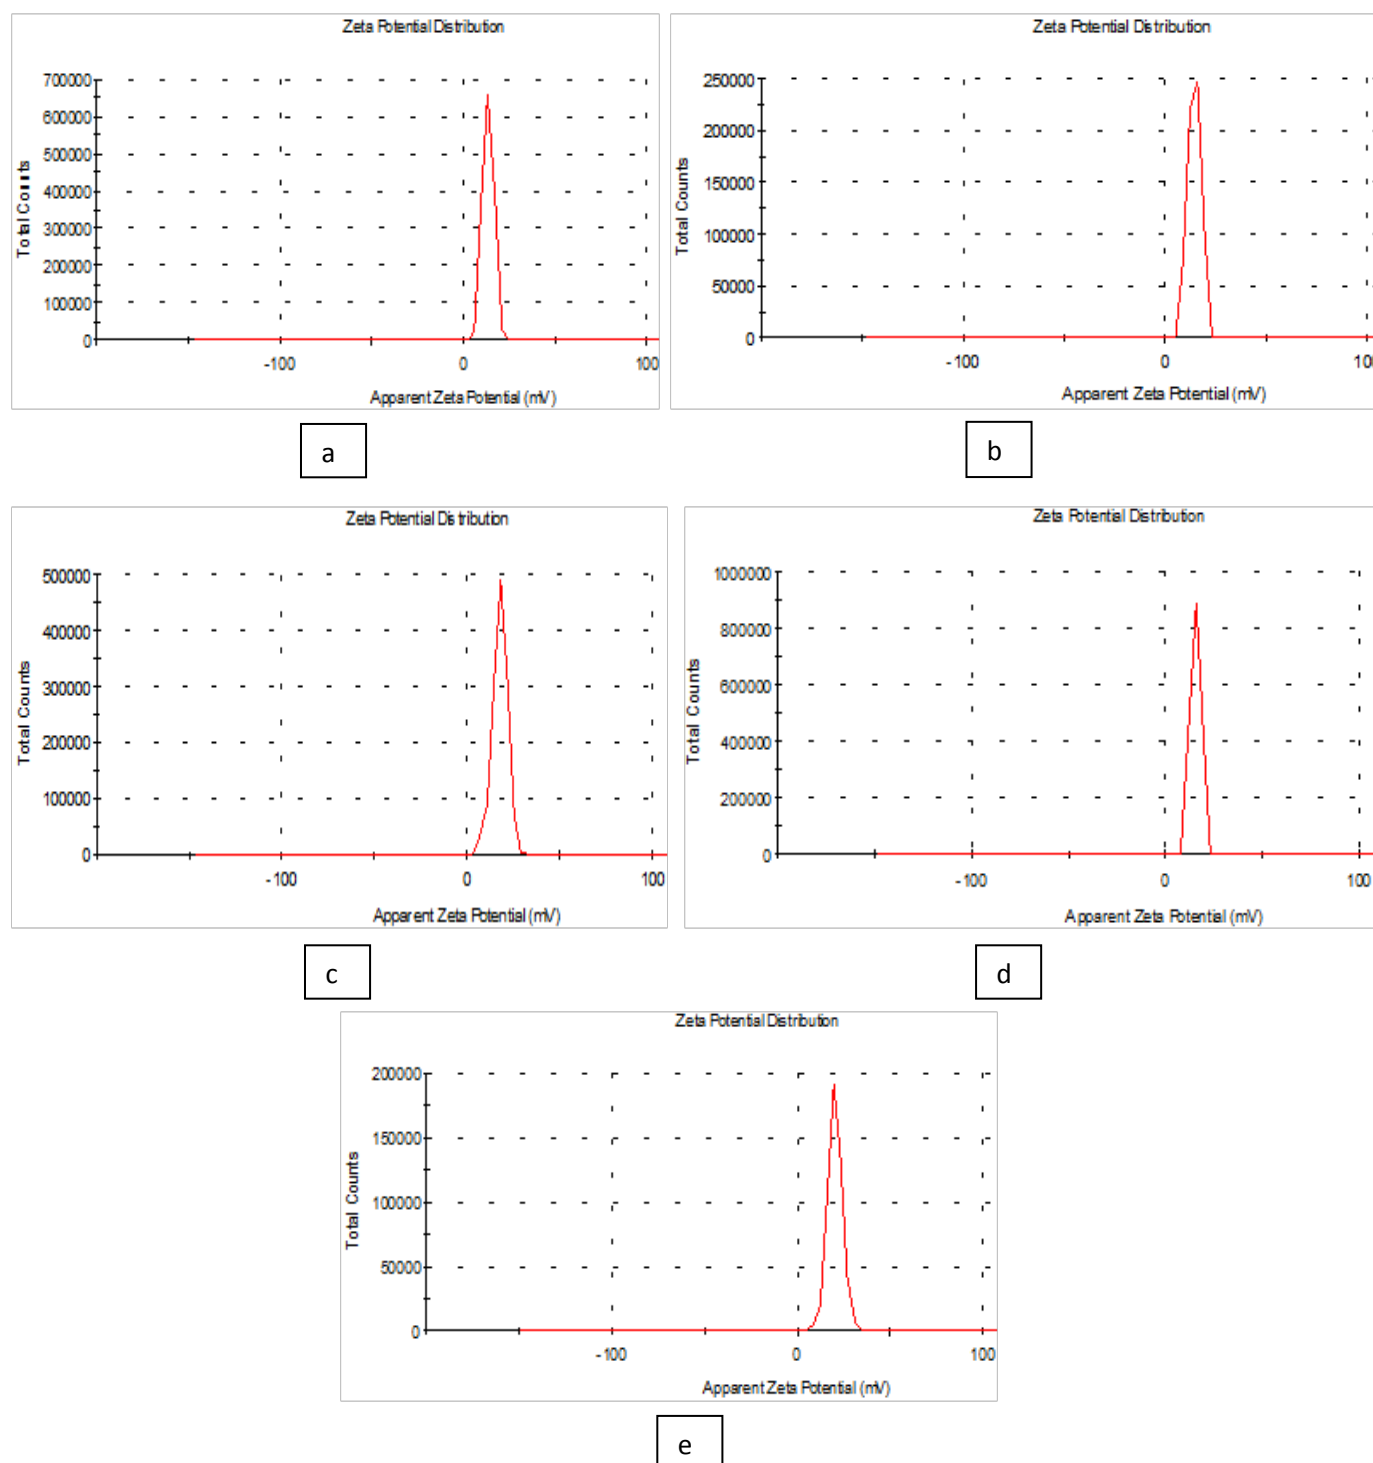 Zeta Potential Distribution
700000
600000
500000
400000
300000
200000
100000
0
Total Counts
-100 0 100
Apparent Zeta Potential (mV)
a
Zeta Potential Distribution
250000
200000
150000
100000
50000
0
Total Counts
-100 0 10
Apparent Zeta Potential (mV)
b
Zeta Potential Distribution
500000
400000
300000
200000
100000
0
Total Counts
-100 0 100
Apparent Zeta Potential (mV)
c
Zeta Potential Distribution
1000000
800000
600000
400000
200000
0
Total Counts
-100 0 100
Apparent Zeta Potential (mV)
d
Zeta Potential Distribution
200000
150000
100000
50000
0
Total Counts
-100 0 100
Apparent Zeta Potential (mV)
e